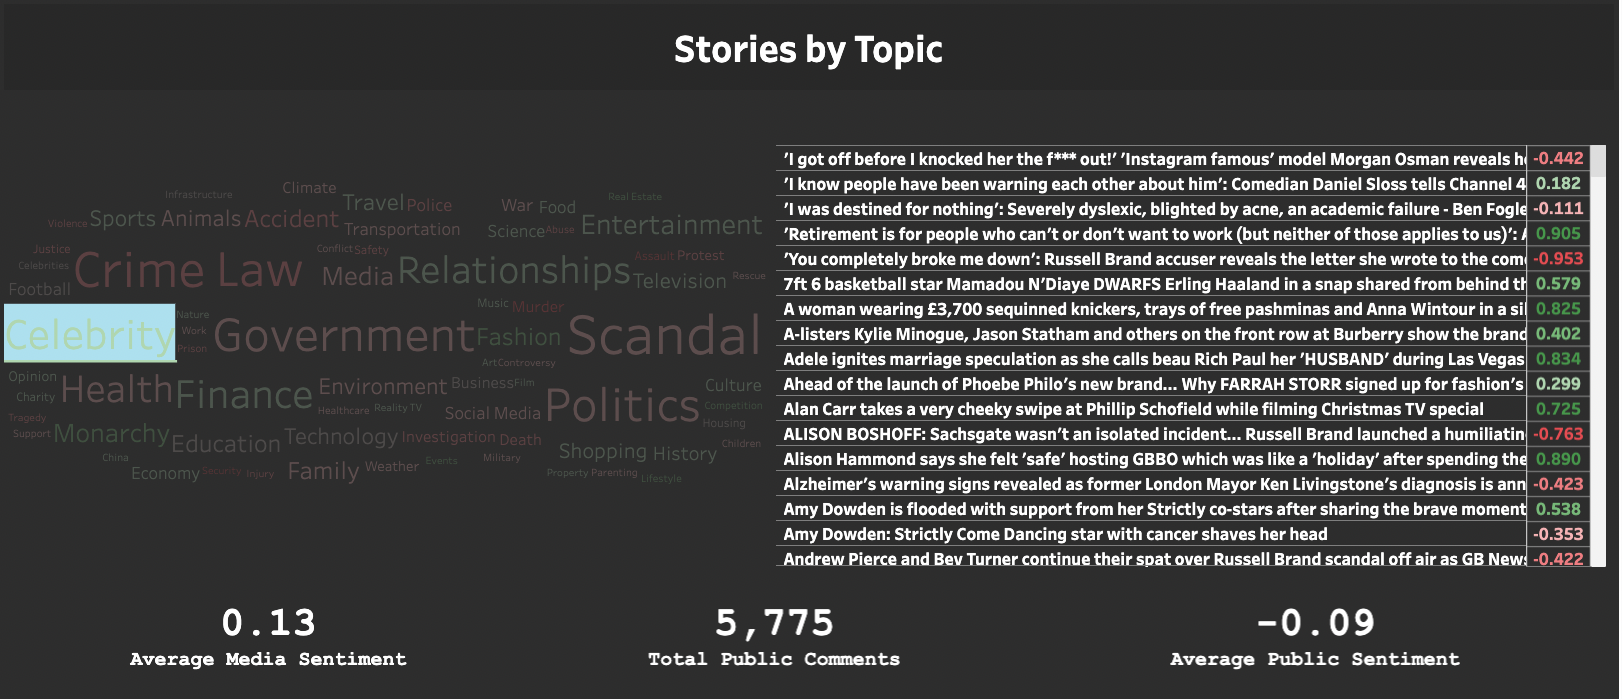 Stories by Topic
Infrastructure
Climate
Violence Sports Animals Accident Travel Police
Transportation
War Food
Science Abuse
Real Estate
Entertainment
Justice
Celebrities
Football
Crime Law
Conflict Safety
Media
Relationships
Assault Protest
Television Rescue
Celebrity
Nature
Work
Prison
Government
Music Murder
Fashion
Art Controversy
Scandal
Opinion
Charity
Health
Finance
Environment
Healthcare Reality TV
Business Film
Social Media
Politics
Culture
Competition
Housing
Tragedy
Support
Monarchy
Education
Technology
Investigation Death
Children
China
Economy Security Injury
Family
Weather
Events
Military
Shopping History
Property Parenting Lifestyle
'I got off before I knocked her the f*** out!' 'Instagram famous' model Morgan Osman reveals he -0.442
'I know people have been warning each other about him': Comedian Daniel Sloss tells Channel 4 0.182
'I was destined for nothing': Severely dyslexic, blighted by acne, an academic failure - Ben Fogle -0.111
'Retirement is for people who can't or don't want to work (but neither of those applies to us)': A 0.905
'You completely broke me down': Russell Brand accuser reveals the letter she wrote to the come -0.953
7ft 6 basketball star Mamadou N'Diaye DWARFS Erling Haaland in a snap shared from behind th 0.579
A woman wearing £3,700 sequinned knickers, trays of free pashminas and Anna Wintour in a sil 0.825
A-listers Kylie Minogue, Jason Statham and others on the front row at Burberry show the brand 0.402
Adele ignites marriage speculation as she calls beau Rich Paul her 'HUSBAND' during Las Vegas 0.834
Ahead of the launch of Phoebe Philo's new brand... Why FARRAH STORR signed up for fashion's 0.299
Alan Carr takes a very cheeky swipe at Phillip Schofield while filming Christmas TV special 0.725
ALISON BOSHOFF: Sachsgate wasn't an isolated incident... Russell Brand launched a humiliatin -0.763
Alison Hammond says she felt 'safe' hosting GBBO which was like a 'holiday' after spending the 0.890
Alzheimer's warning signs revealed as former London Mayor Ken Livingstone's diagnosis is ann -0.423
Amy Dowden is flooded with support from her Strictly co-stars after sharing the brave moment 0.538
Amy Dowden: Strictly Come Dancing star with cancer shaves her head -0.353
Andrew Pierce and Bev Turner continue their spat over Russell Brand scandal off air as GB News -0.422
0.13
Average Media Sentiment
5,775
Total Public Comments
-0.09
Average Public Sentiment